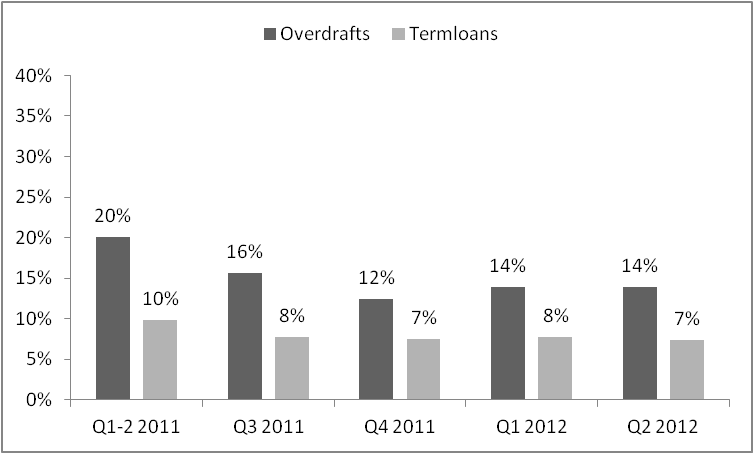 Overdrafts Termloans
40%
35%
30%
25%
20%
15%
10%
5%
0%
20% 16% 12% 14% 14%
10% 8% 7% 8% 7%
Q1-2 2011 Q3 2011 Q4 2011 Q1 2012 Q2 2012